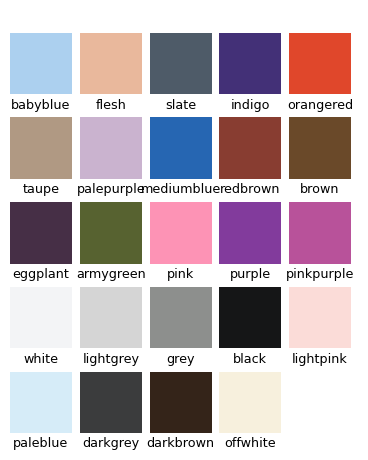 babyblue flesh slate indigo orangered
taupe palepurple mediumblue redbrown brown
eggplant armygreen pink purple pinkpurple
white lightgrey grey black lightpink
paleblue darkgrey darkbrown offwhite